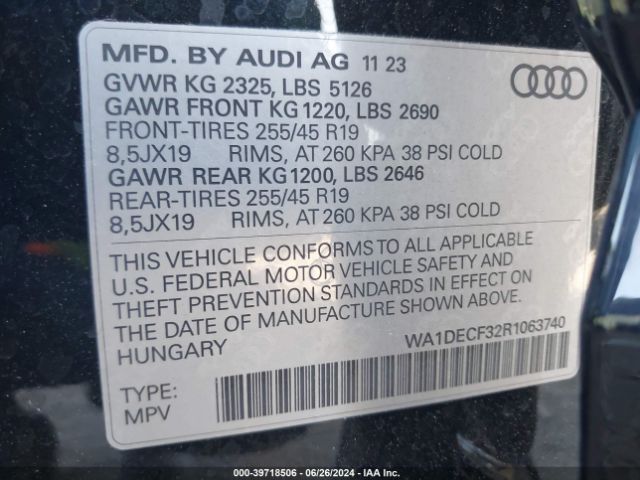 MFD. BY AUDI AG 11 23
GVWR KG 2325, LBS 5126
GAWR FRONT KG 1220, LBS 2690
FRONT-TIRES 255/45 R19
8,5JX19 RIMS, AT 260 KPA 38 PSI COLD
GAWR REAR KG 1200, LBS 2646
REAR-TIRES 255/45 R19
8,5JX19 RIMS, AT 260 KPA 38 PSI COLD
THIS VEHICLE CONFORMS TO ALL APPLICABLE
U.S. FEDERAL MOTOR VEHICLE SAFETY AND
THEFT PREVENTION STANDARDS IN EFFECT ON
THE DATE OF MANUFACTURE SHOWN ABOVE.
HUNGARY
WA1DECF32R1063740
TYPE:
MPV
000-39718506 / 06/26/2024 / IAA Inc.